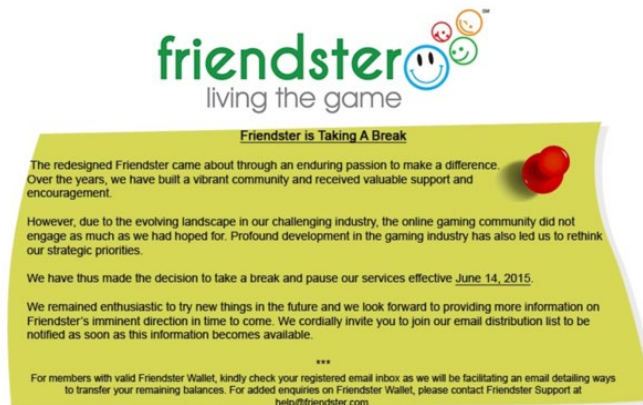 SM
friendster
living the game
Friendster is Taking A Break
The redesigned Friendster came about through an enduring passion to make a difference.
Over the years, we have built a vibrant community and received valuable support and
encouragement.
However, due to the evolving landscape in our challenging industry, the online gaming community did not
engage as much as we had hoped for. Profound development in the gaming industry has also led us to rethink
our strategic priorities.
We have thus made the decision to take a break and pause our services effective June 14, 2015.
We remained enthusiastic to try new things in the future and we look forward to providing more information on
Friendster's imminent direction in time to come. We cordially invite you to join our email distribution list to be
notified as soon as this information becomes available.
***
For members with valid Friendster Wallet, kindly check your registered email inbox as we will be facilitating an email detailing ways
to transfer your remaining balances. For added enquiries on Friendster Wallet, please contact Friendster Support at
help@friendster.com